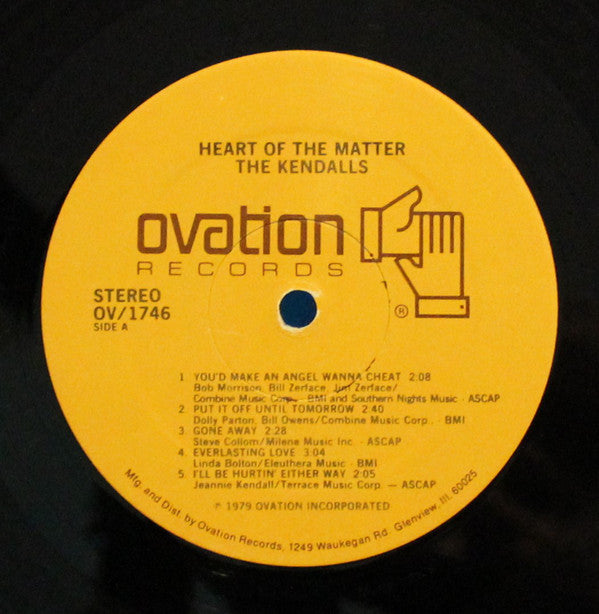 HEART OF THE MATTER
THE KENDALLS
ovation
RECORDS
®
STEREO
OV/1746
SIDE A
1 YOU'D MAKE AN ANGEL WANNA CHEAT 2:08
Bob Morrison, Bill Zerface, Jim Zerface/
Combine Music Corp. - BMI and Southern Nights Music - ASCAP
2 PUT IT OFF UNTIL TOMORROW 2:40
Dolly Parton, Bill Owens/Combine Music Corp., - BMI
3 GONE AWAY 2:28
Steve Collom/Milene Music Inc. - ASCAP
4 EVERLASTING LOVE 3:04
Linda Bolton/Eleuthera Music - BMI
5 I'LL BE HURTIN' EITHER WAY 2:05
Jeannie Kendall/Terrace Music Corp. — ASCAP
℗ 1979 OVATION INCORPORATED
Mfg. and Dist. by Ovation Records, 1249 Waukegan Rd. Glenview, Ill. 60025